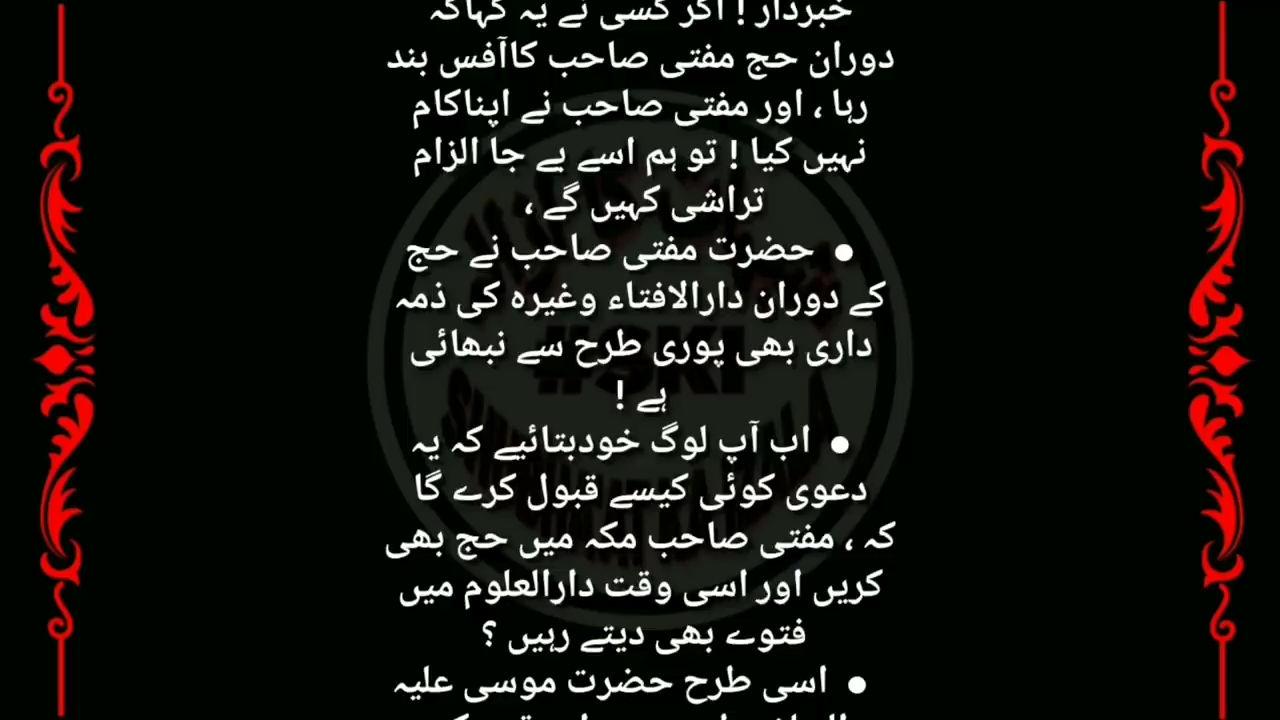 خبردار ! اگر کسی نے یہ کہاکہ
دوران حج مفتی صاحب کاآفس بند
رہا ، اور مفتی صاحب نے اپناکام
نہیں کیا ! تو ہم اسے بے جا الزام
تراشی کہیں گے ،
● حضرت مفتی صاحب نے حج
کے دوران دارالافتاء وغیرہ کی ذمہ
داری بھی پوری طرح سے نبھائی
ہے !
● اب آپ لوگ خودبتائیے کہ یہ
دعوی کوئی کیسے قبول کرے گا
کہ ، مفتی صاحب مکہ میں حج بھی
کریں اور اسی وقت دارالعلوم میں
فتوے بھی دیتے رہیں ؟
● اسی طرح حضرت موسی علیہ
#SKI